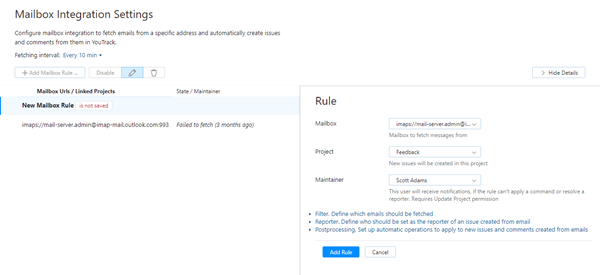 Mailbox Integration Settings
Configure mailbox integration to fetch emails from a specific address and automatically create issues
and comments from them in YouTrack.
Fetching interval: Every 10 min
+ Add Mailbox Rule ... Disable Hide Details
Mailbox Urls / Linked Projects State / Maintainer
New Mailbox Rule is not saved
imaps://mail-server.admin@imap-mail.outlook.com:993 Failed to fetch (3 months ago)
Rule
Mailbox imaps://mail-server.admin@i...
Mailbox to fetch messages from
Project Feedback
New issues will be created in this project
Maintainer Scott Adams
This user will receive notifications, if the rule can't apply a command or resolve a
reporter. Requires Update Project permission
Filter. Define which emails should be fetched
Reporter. Define who should be set as the reporter of an issue created from email
Postprocessing. Set up automatic operations to apply to new issues and comments created from emails
Add Rule Cancel